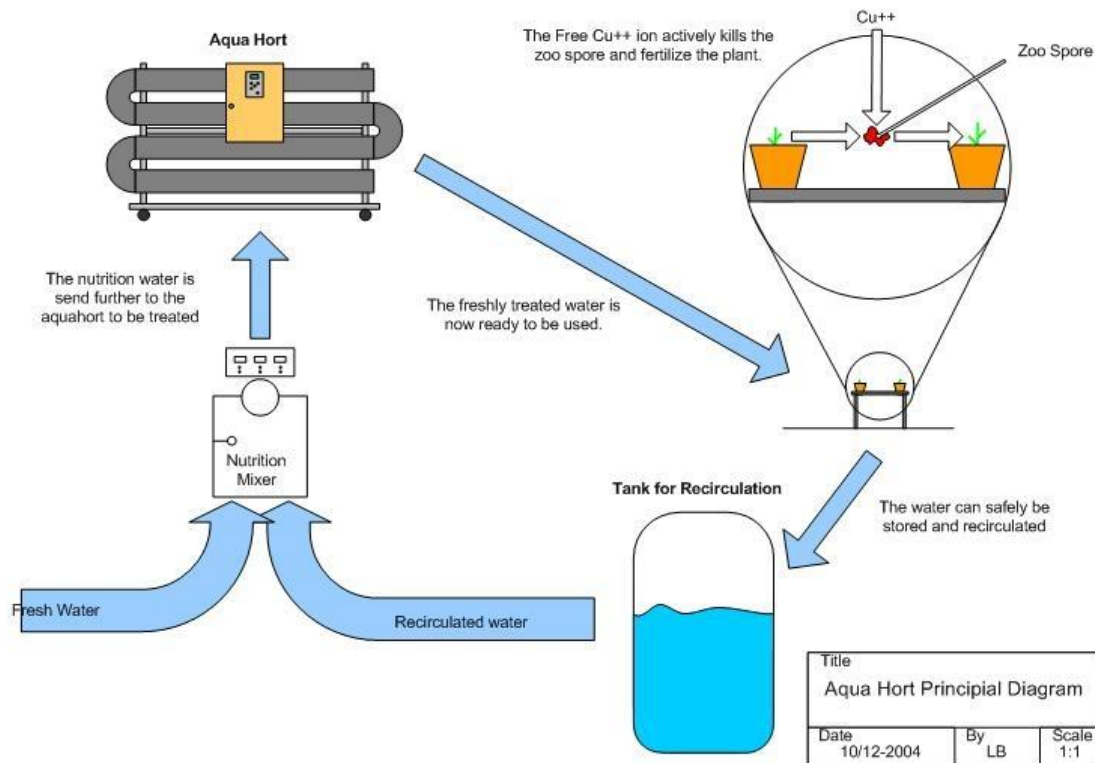 Aqua Hort
The Free Cu++ ion actively kills the
zoo spore and fertilize the plant.
Cu++
Zoo Spore
The nutrition water is
send further to the
aquahort to be treated
The freshly treated water is
now ready to be used.
Nutrition
Mixer
Tank for Recirculation
The water can safely be
stored and recirculated
Fresh Water
Recirculated water
Title
Aqua Hort Principial Diagram
Date
10/12-2004
By
LB
Scale
1:1